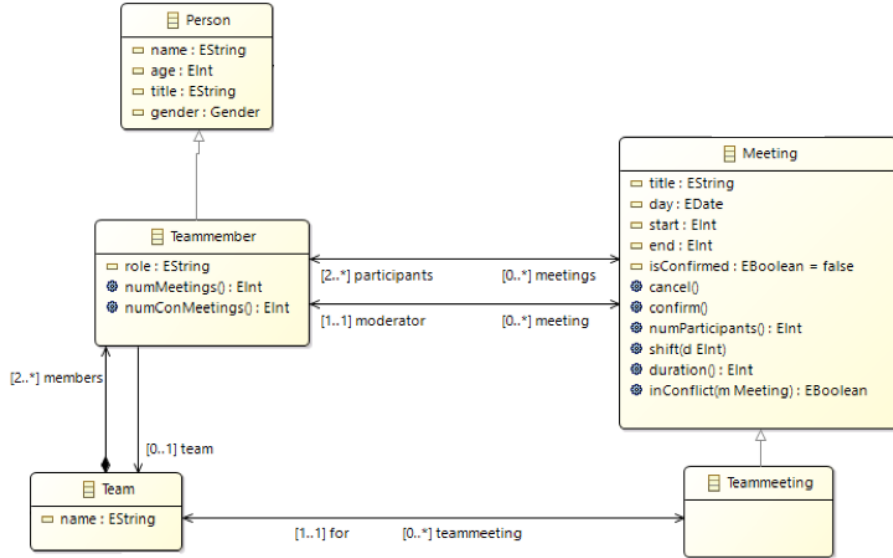 Person
name : EString
age : EInt
title : EString
gender : Gender
Meeting
title : EString
day : EDate
start : EInt
end : EInt
isConfirmed : EBoolean = false
cancel()
confirm()
numParticipants() : EInt
shift(d EInt)
duration() : EInt
inConflict(m Meeting) : EBoolean
Teammember
role : EString
numMeetings() : EInt
numConMeetings() : EInt
[2..*] participants
[0..*] meetings
[1..1] moderator
[0..*] meeting
[2..*] members
[0..1] team
Team
name : EString
Teammeeting
[1..1] for
[0..*] teammeeting